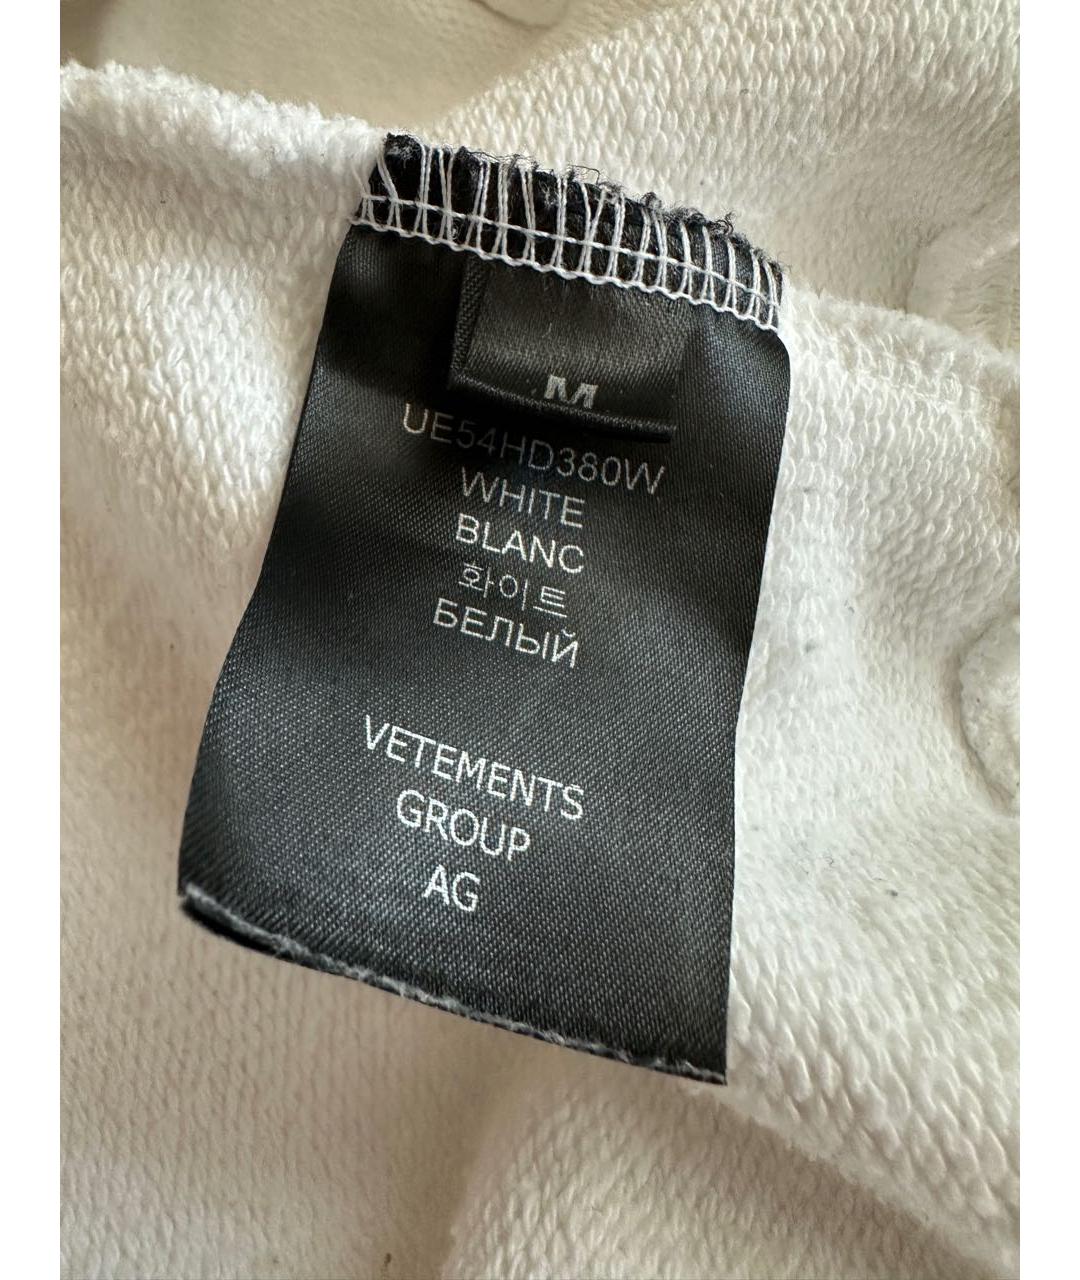 M
UE54HD380W
WHITE
BLANC
화이트
БЕЛЫЙ
VETEMENTS
GROUP
AG